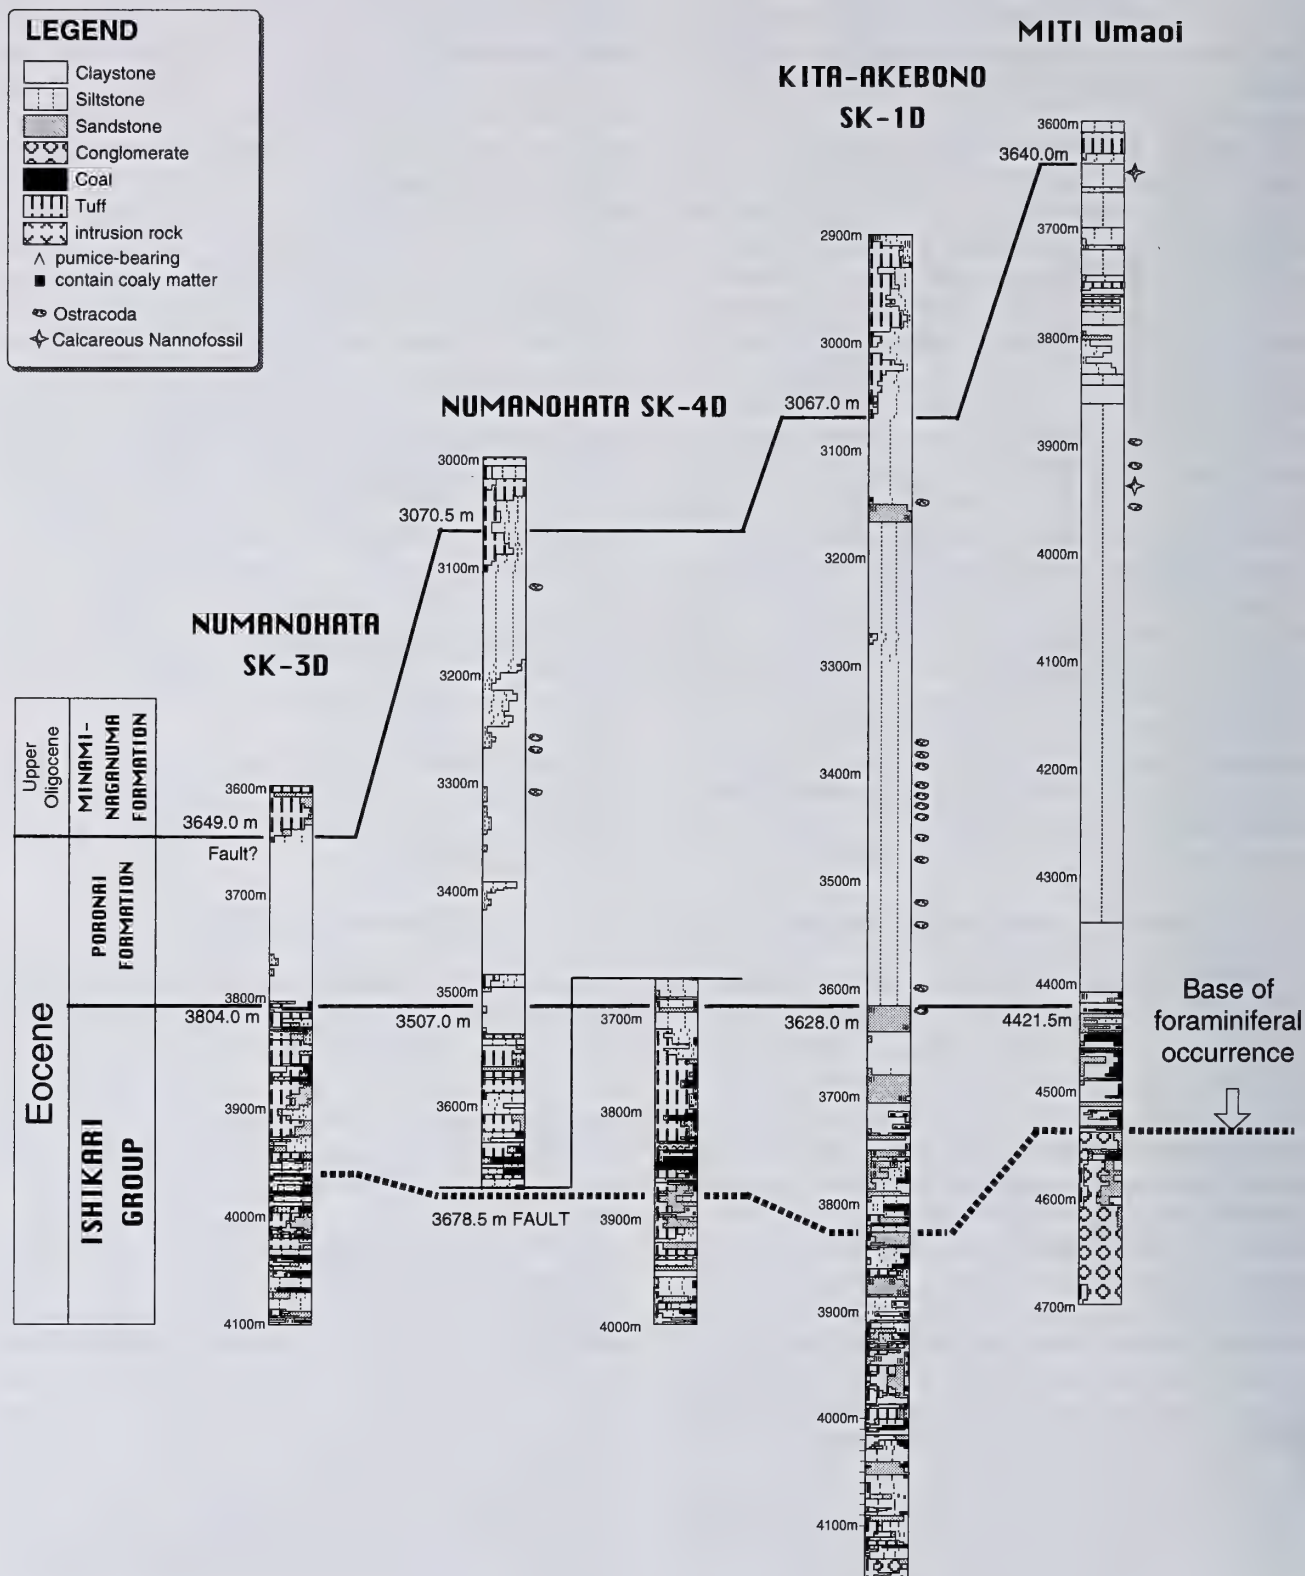 LEGEND
Claystone
Siltstone
Sandstone
Conglomerate
Coal
Tuff
intrusion rock
pumice-bearing
contain coaly matter
Ostracoda
Calcareous Nannofossil
MITI Umaoi
3600m
3640.0m
3700m
3800m
3900m
4000m
4100m
4200m
4300m
4400m
4421.5m
4500m
4600m
4700m
KITA-AKEBONO
SK-1D
2900m
3000m
3067.0 m
3100m
3200m
3300m
3400m
3500m
3600m
3628.0 m
3700m
3800m
3900m
4000m
4100m
NUMANOHATA SK-4D
3000m
3070.5 m
3100m
3200m
3300m
3400m
3500m
3507.0 m
3600m
3678.5 m FAULT
3700m
3800m
3900m
4000m
NUMANOHATA
SK-3D
3600m
3649.0 m
Fault?
3700m
3800m
3804.0 m
3900m
4000m
4100m
Upper
Oligocene
MINAMI-
NAGANUMA
FORMATION
Eocene
PORONAI
FORMATION
ISHIKARI
GROUP
Base of
foraminiferal
occurrence